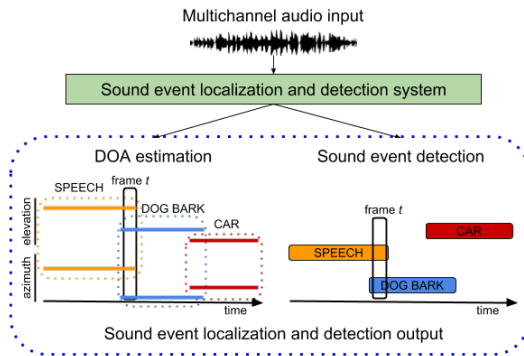 Multichannel audio input
Sound event localization and detection system
DOA estimation
Sound event detection
SPEECH
frame t
DOG BARK
CAR
elevation
azimuth
time
frame t
CAR
SPEECH
DOG BARK
time
Sound event localization and detection output